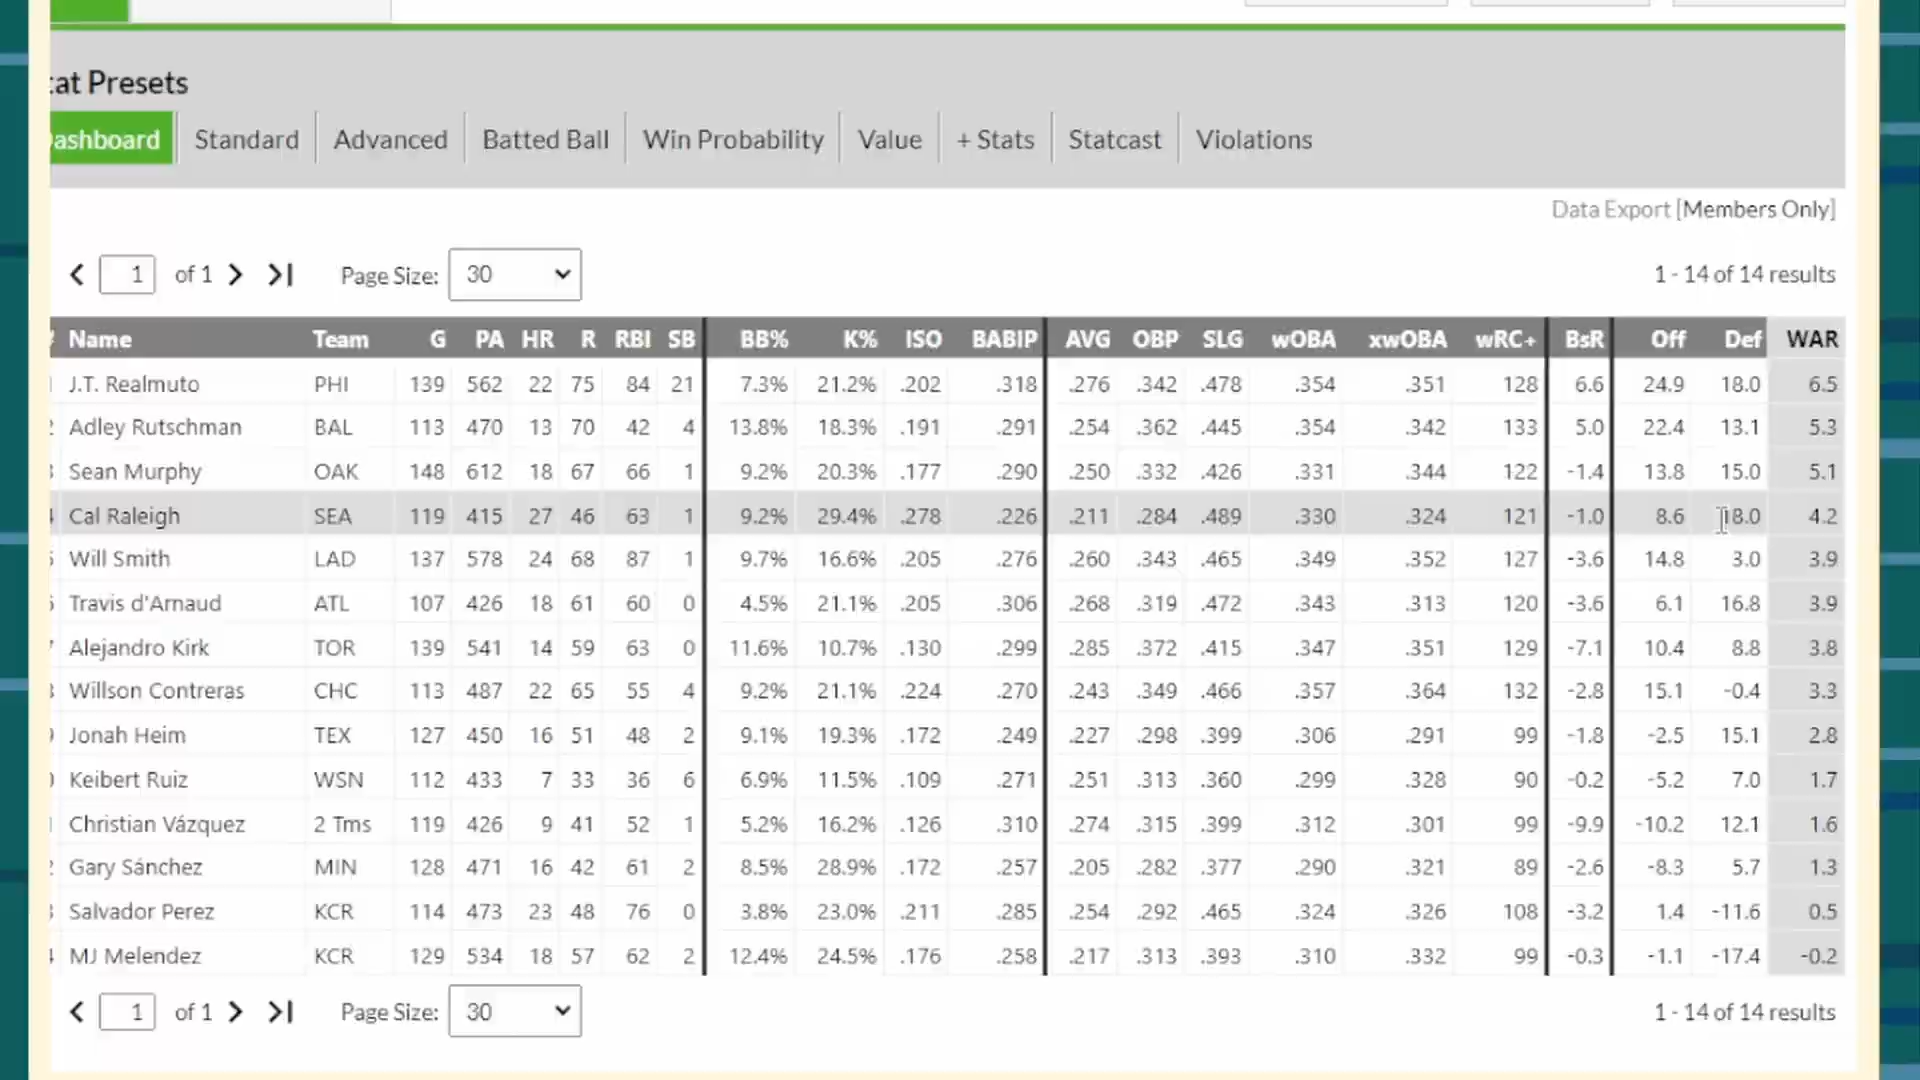 tat Presets
Dashboard Standard Advanced Batted Ball Win Probability Value + Stats Statcast Violations
Data Export [Members Only]
1 of 1 Page Size: 30 1 - 14 of 14 results
# Name Team G PA HR R RBI SB BB% K% ISO BABIP AVG OBP SLG wOBA xwOBA wRC+ BsR Off Def WAR
1 J.T. Realmuto PHI 139 562 22 75 84 21 7.3% 21.2% .202 .318 .276 .342 .478 .354 .351 128 6.6 24.9 18.0 6.5
2 Adley Rutschman BAL 113 470 13 70 42 4 13.8% 18.3% .191 .291 .254 .362 .445 .354 .342 133 5.0 22.4 13.1 5.3
3 Sean Murphy OAK 148 612 18 67 66 1 9.2% 20.3% .177 .290 .250 .332 .426 .331 .344 122 -1.4 13.8 15.0 5.1
4 Cal Raleigh SEA 119 415 27 46 63 1 9.2% 29.4% .278 .226 .211 .284 .489 .330 .324 121 -1.0 8.6 18.0 4.2
5 Will Smith LAD 137 578 24 68 87 1 9.7% 16.6% .205 .276 .260 .343 .465 .349 .352 127 -3.6 14.8 3.0 3.9
6 Travis d'Arnaud ATL 107 426 18 61 60 0 4.5% 21.1% .205 .306 .268 .319 .472 .343 .313 120 -3.6 6.1 16.8 3.9
7 Alejandro Kirk TOR 139 541 14 59 63 0 11.6% 10.7% .130 .299 .285 .372 .415 .347 .351 129 -7.1 10.4 8.8 3.8
8 Willson Contreras CHC 113 487 22 65 55 4 9.2% 21.1% .224 .270 .243 .349 .466 .357 .364 132 -2.8 15.1 -0.4 3.3
9 Jonah Heim TEX 127 450 16 51 48 2 9.1% 19.3% .172 .249 .227 .298 .399 .306 .291 99 -1.8 -2.5 15.1 2.8
0 Keibert Ruiz WSN 112 433 7 33 36 6 6.9% 11.5% .109 .271 .251 .313 .360 .299 .328 90 -0.2 -5.2 7.0 1.7
1 Christian Vázquez 2 Tms 119 426 9 41 52 1 5.2% 16.2% .126 .310 .274 .315 .399 .312 .301 99 -9.9 -10.2 12.1 1.6
2 Gary Sánchez MIN 128 471 16 42 61 2 8.5% 28.9% .172 .257 .205 .282 .377 .290 .321 89 -2.6 -8.3 5.7 1.3
3 Salvador Perez KCR 114 473 23 48 76 0 3.8% 23.0% .211 .285 .254 .292 .465 .324 .326 108 -3.2 1.4 -11.6 0.5
4 MJ Melendez KCR 129 534 18 57 62 2 12.4% 24.5% .176 .258 .217 .313 .393 .310 .332 99 -0.3 -1.1 -17.4 -0.2
1 of 1 Page Size: 30 1 - 14 of 14 results